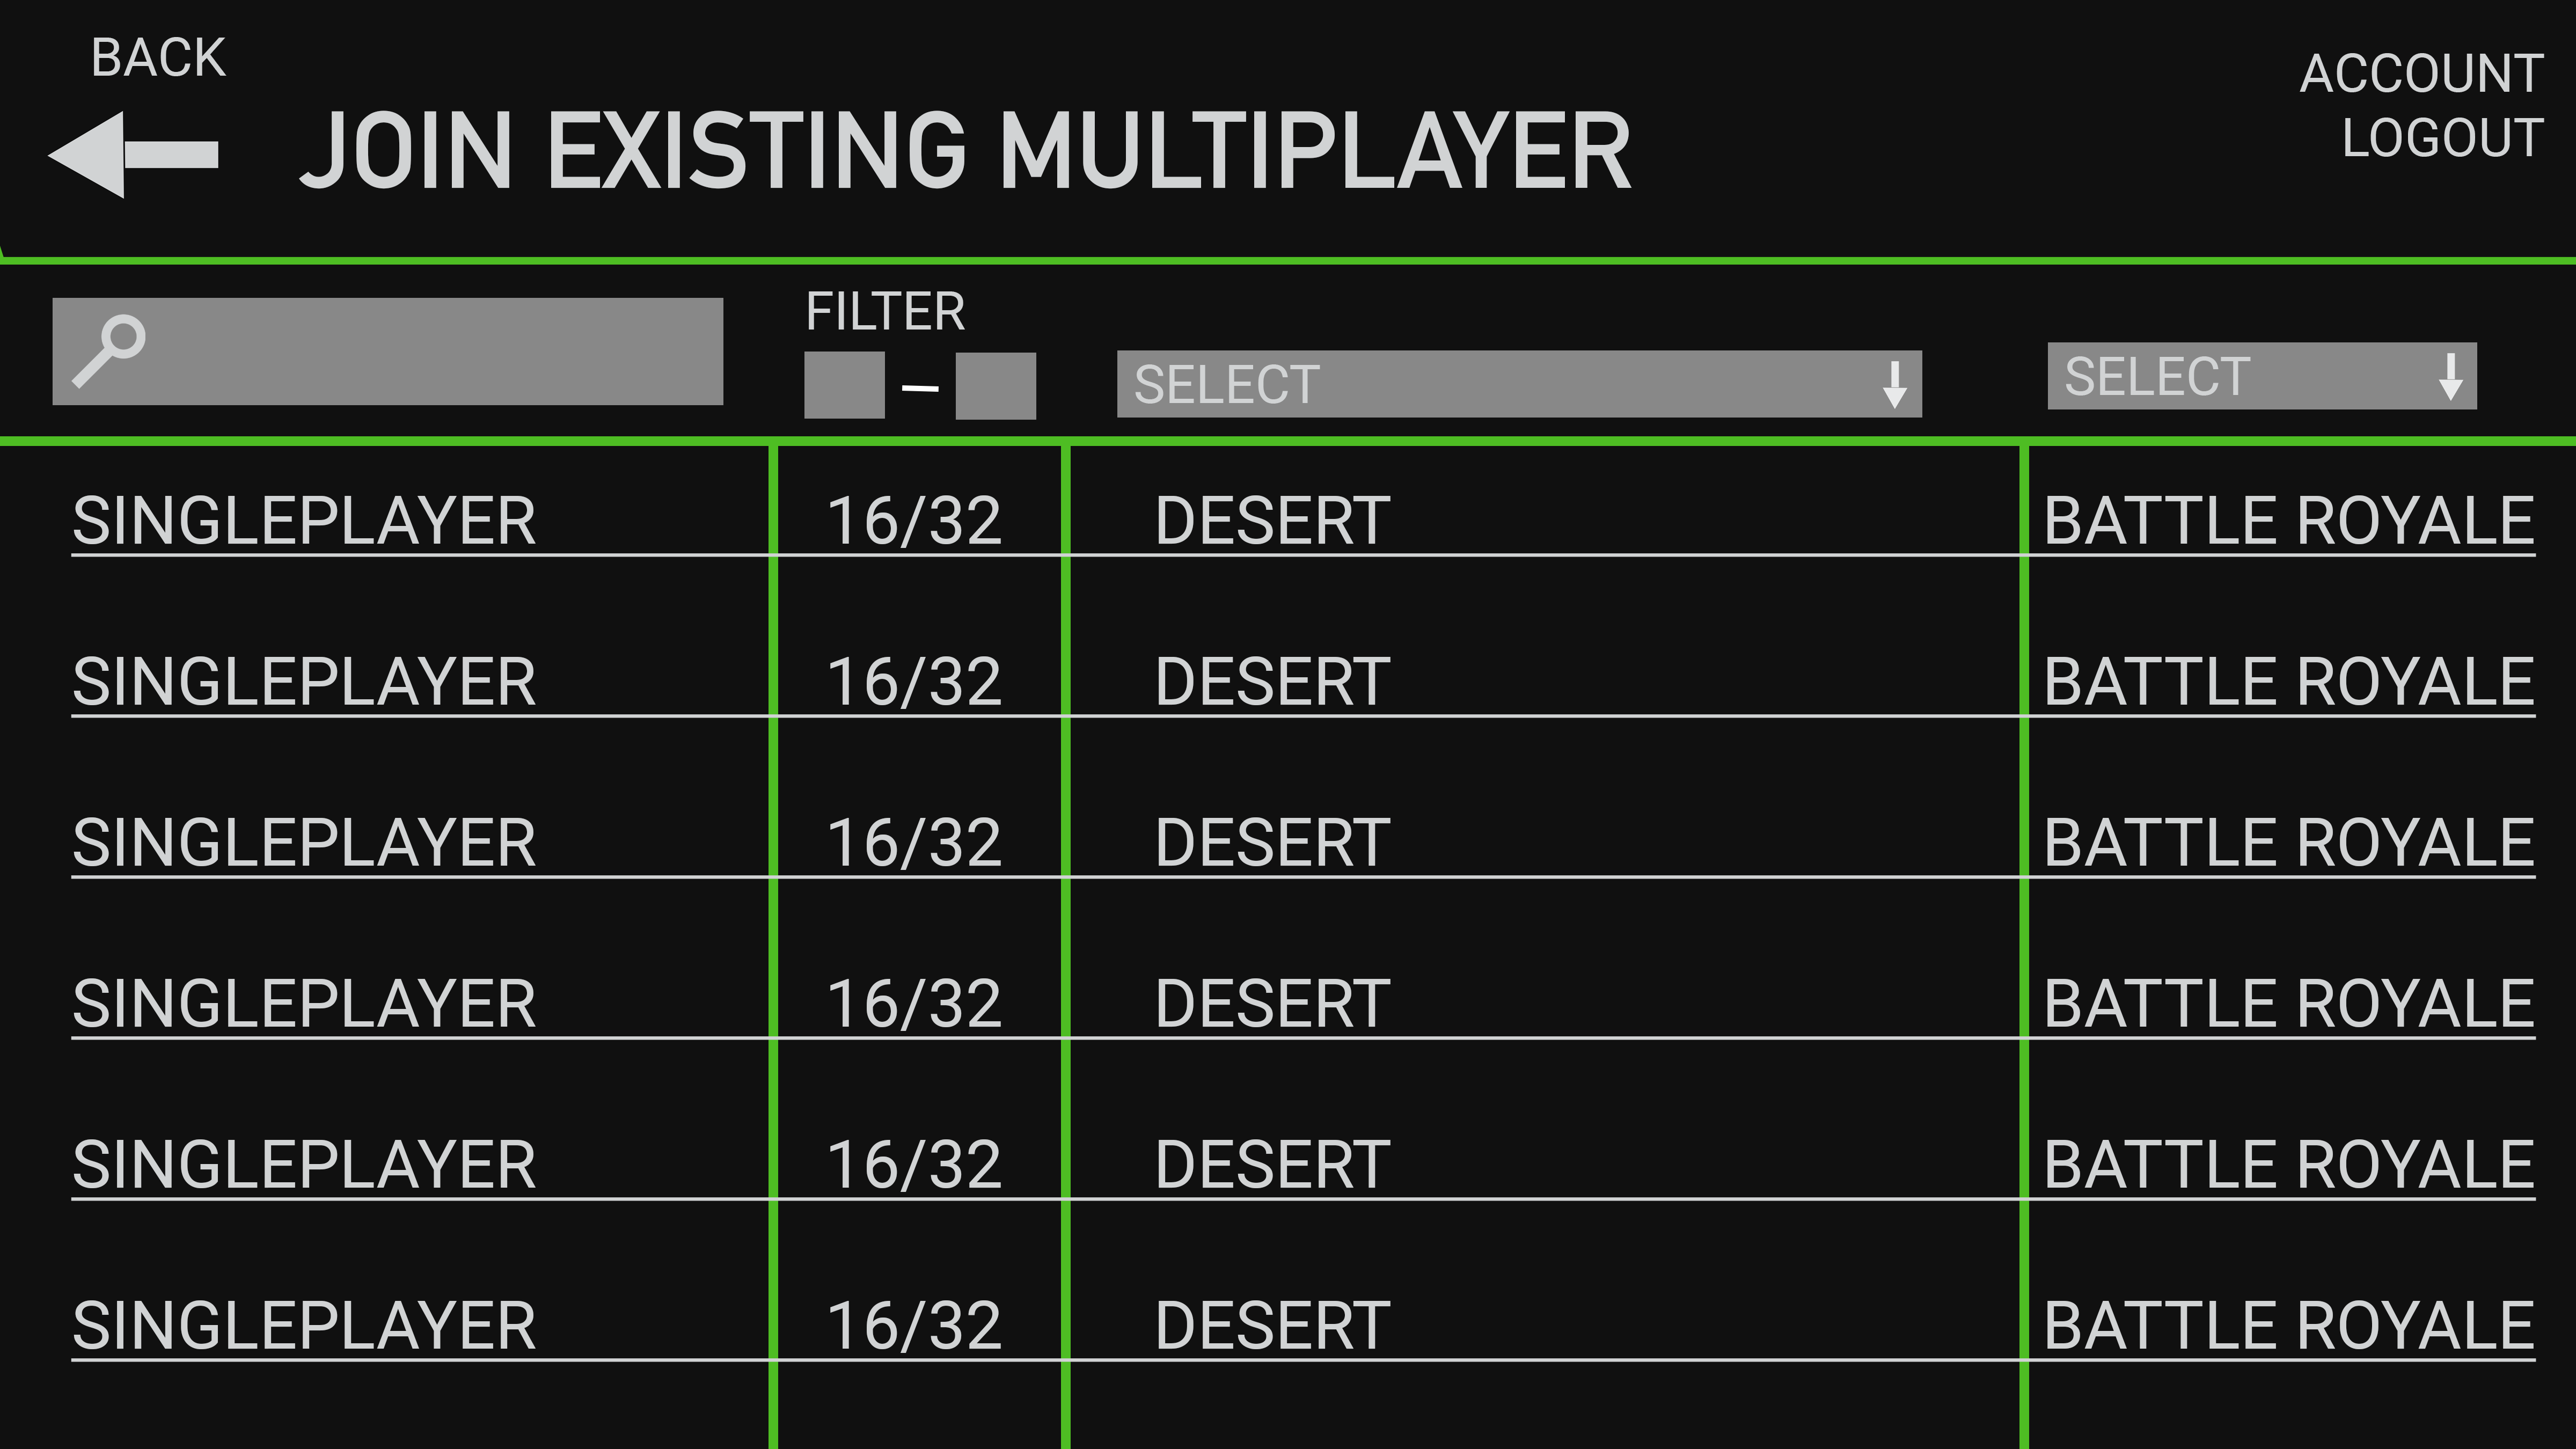 BACK
ACCOUNT
LOGOUT
JOIN EXISTING MULTIPLAYER
FILTER
–
SELECT
SELECT
SINGLEPLAYER 16/32 DESERT BATTLE ROYALE
SINGLEPLAYER 16/32 DESERT BATTLE ROYALE
SINGLEPLAYER 16/32 DESERT BATTLE ROYALE
SINGLEPLAYER 16/32 DESERT BATTLE ROYALE
SINGLEPLAYER 16/32 DESERT BATTLE ROYALE
SINGLEPLAYER 16/32 DESERT BATTLE ROYALE